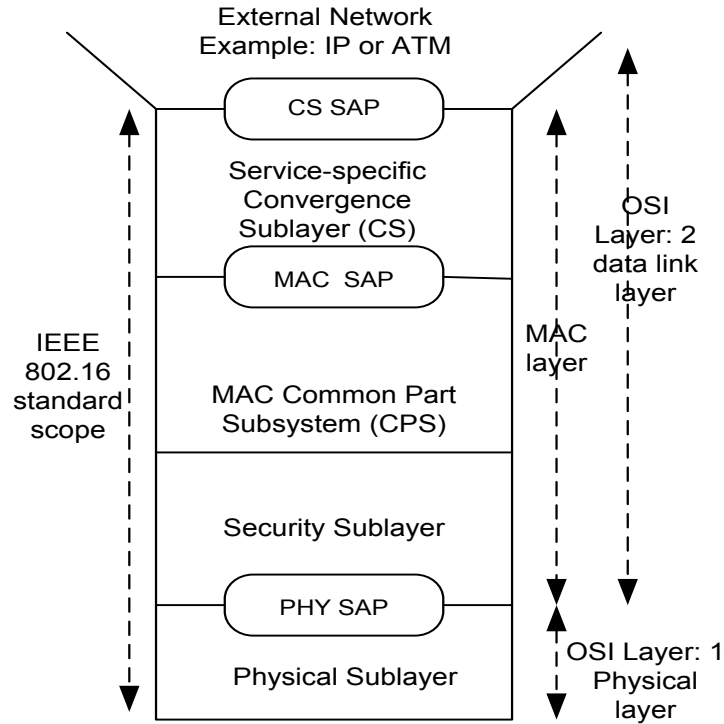 External Network
Example: IP or ATM
CS SAP
Service-specific
Convergence
Sublayer (CS)
MAC SAP
MAC Common Part
Subsystem (CPS)
Security Sublayer
PHY SAP
Physical Sublayer
IEEE
802.16
standard
scope
MAC
layer
OSI
Layer: 2
data link
layer
OSI Layer: 1
Physical
layer